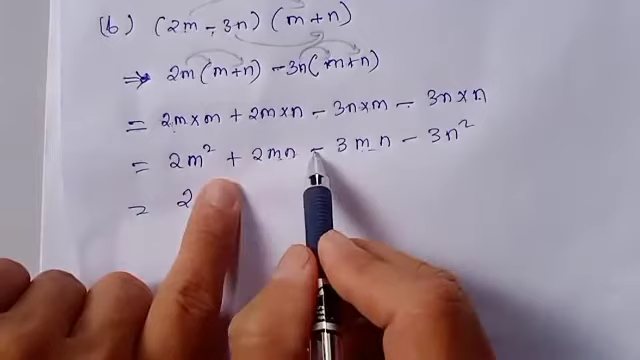 (b) (2m - 3n) (m + n)
⇒ 2m (m+n) - 3n (m+n)
= 2m×m + 2m×n - 3n×m - 3n×n
= 2m² + 2mn - 3mn - 3n²
= 2